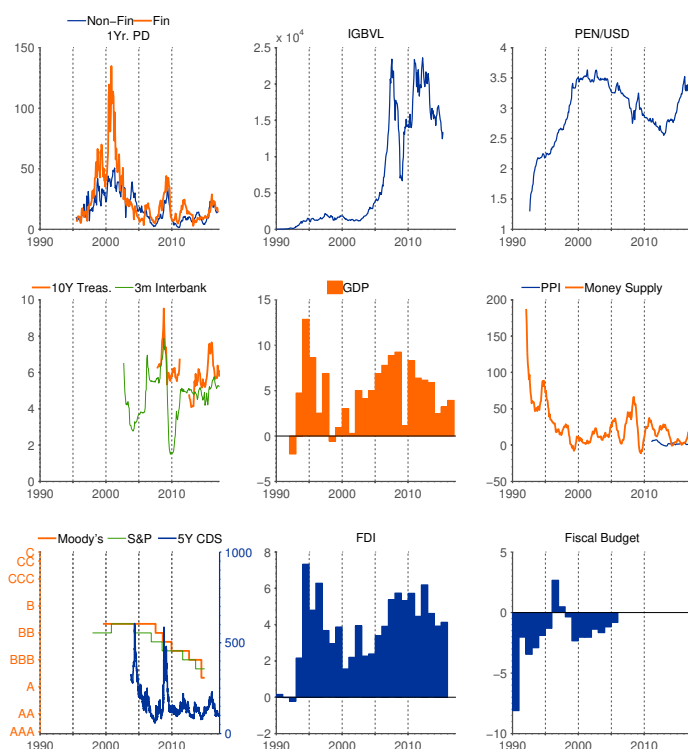 Non-Fin Fin
1Yr. PD
150
100
50
0
1990 2000 2010
IGBVL
x 10⁴
2.5
2
1.5
1
0.5
0
1990 2000 2010
PEN/USD
4
3.5
3
2.5
2
1.5
1
1990 2000 2010
10Y Treas. 3m Interbank
10
8
6
4
2
0
1990 2000 2010
GDP
15
10
5
0
−5
1990 2000 2010
PPI Money Supply
200
150
100
50
0
−50
1990 2000 2010
Moody's S&P 5Y CDS
C
CC
CCC
B
BB
BBB
A
AA
AAA
1000
600
200
0
1990 2000 2010
FDI
8
6
4
2
0
−2
1990 2000 2010
Fiscal Budget
5
0
−5
−10
1990 2000 2010